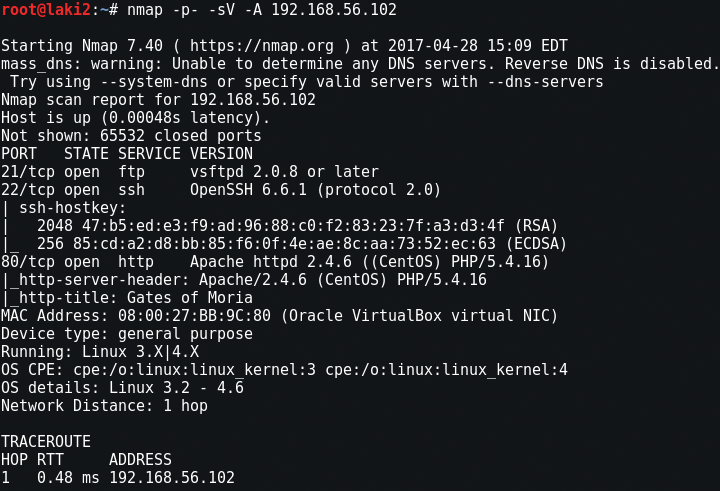 root@laki2:~# nmap -p- -sV -A 192.168.56.102
Starting Nmap 7.40 ( https://nmap.org ) at 2017-04-28 15:09 EDT
mass_dns: warning: Unable to determine any DNS servers. Reverse DNS is disabled.
 Try using --system-dns or specify valid servers with --dns-servers
Nmap scan report for 192.168.56.102
Host is up (0.00048s latency).
Not shown: 65532 closed ports
PORT   STATE SERVICE VERSION
21/tcp open  ftp     vsftpd 2.0.8 or later
22/tcp open  ssh     OpenSSH 6.6.1 (protocol 2.0)
| ssh-hostkey:
|   2048 47:b5:ed:e3:f9:ad:96:88:c0:f2:83:23:7f:a3:d3:4f (RSA)
|_  256 85:cd:a2:d8:bb:85:f6:0f:4e:ae:8c:aa:73:52:ec:63 (ECDSA)
80/tcp open  http    Apache httpd 2.4.6 ((CentOS) PHP/5.4.16)
|_http-server-header: Apache/2.4.6 (CentOS) PHP/5.4.16
|_http-title: Gates of Moria
MAC Address: 08:00:27:BB:9C:80 (Oracle VirtualBox virtual NIC)
Device type: general purpose
Running: Linux 3.X|4.X
OS CPE: cpe:/o:linux:linux_kernel:3 cpe:/o:linux:linux_kernel:4
OS details: Linux 3.2 - 4.6
Network Distance: 1 hop
TRACEROUTE
HOP RTT     ADDRESS
1   0.48 ms 192.168.56.102